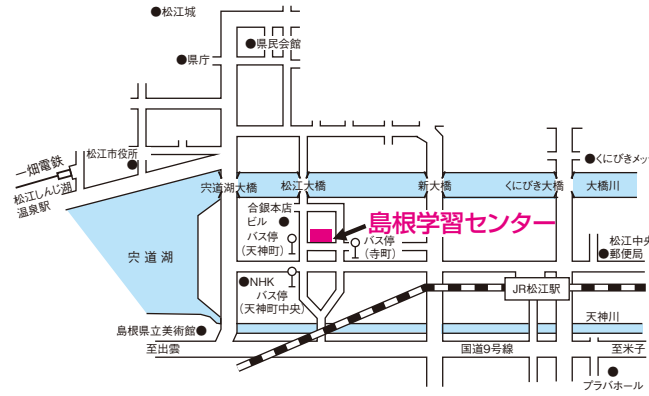 ●松江城
●県民会館
●県庁
一畑電鉄
松江市役所
●くにびきメッ
松江しんじ湖
温泉駅
宍道湖大橋
松江大橋
新大橋
くにびき大橋
大橋川
合銀本店
ビル
島根学習センター
バス停
(天神町)
バス停
(寺町)
宍道湖
松江中央
●郵便局
●NHK
バス停
(天神町中央)
JR松江駅
天神川
島根県立美術館●
至出雲
国道9号線
至米子
プラバホール